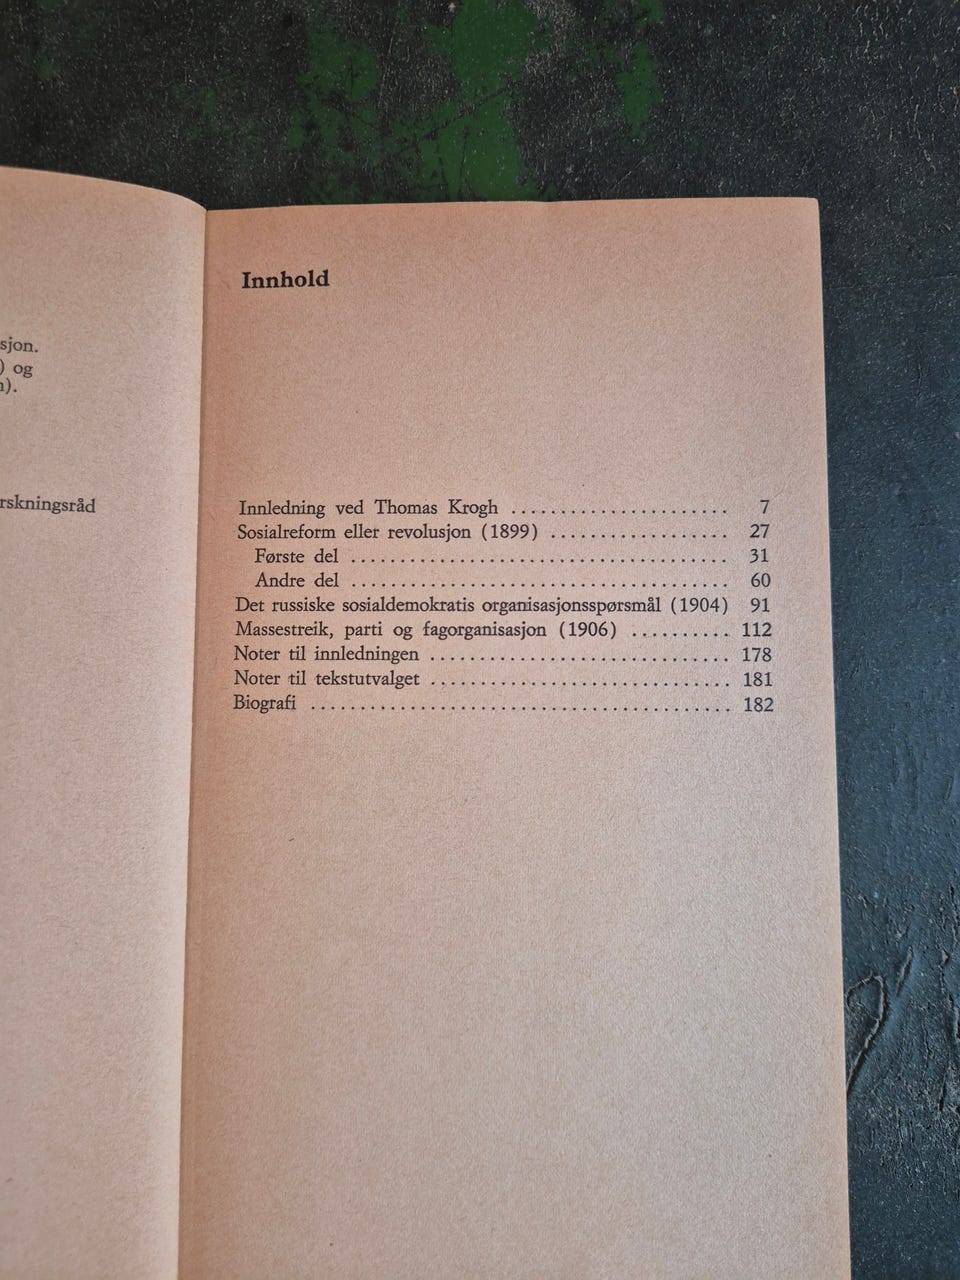 sjon.
) og
).
rskningsråd
Innhold
Innledning ved Thomas Krogh ...................... 7
Sosialreform eller revolusjon (1899) .................. 27
Første del ...................................... 31
Andre del ...................................... 60
Det russiske sosialdemokratis organisasjonsspørsmål (1904) 91
Massestreik, parti og fagorganisasjon (1906) .......... 112
Noter til innledningen .............................. 178
Noter til tekstutvalget .............................. 181
Biografi .......................................... 182